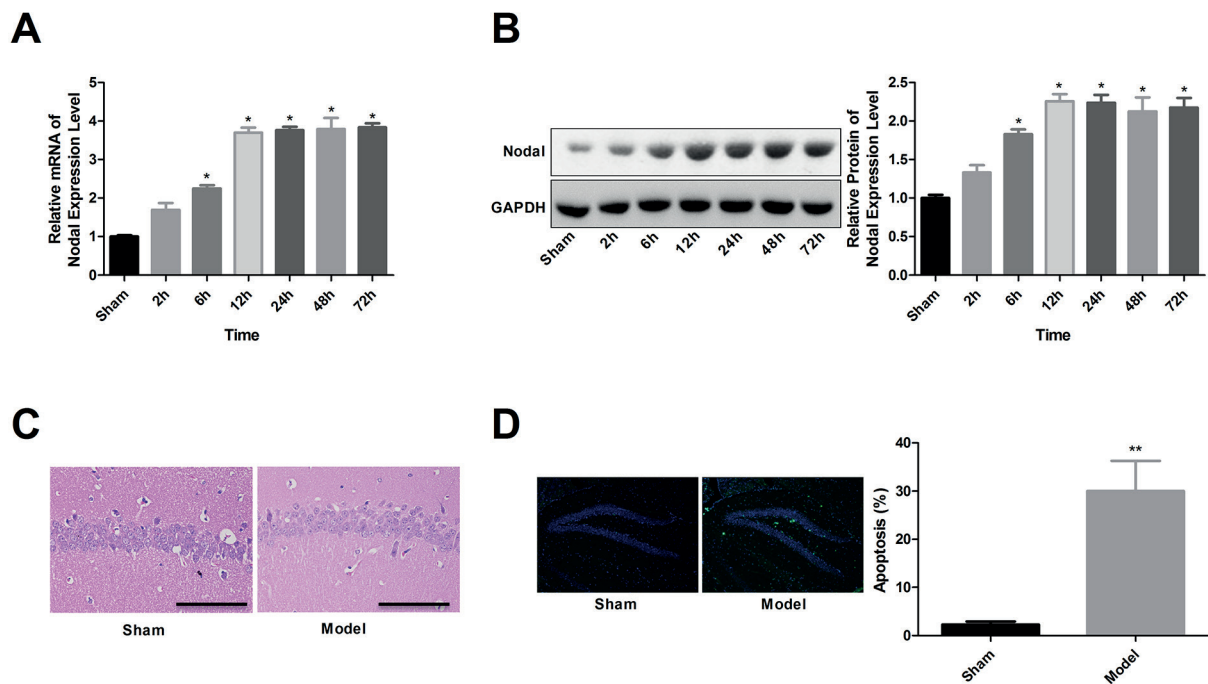 A
Relative mRNA of
Nodal Expression Level
5
4
3
2
1
0
*
*
*
*
*
Sham
2h
6h
12h
24h
48h
72h
Time
B
Nodal
GAPDH
Sham
2h
6h
12h
24h
48h
72h
Relative Protein of
Nodal Expression Level
2.5
2.0
1.5
1.0
0.5
0.0
*
*
*
*
*
Sham
2h
6h
12h
24h
48h
72h
Time
C
Sham
Model
D
Sham
Model
Apoptosis (%)
40
30
20
10
0
**
Sham
Model